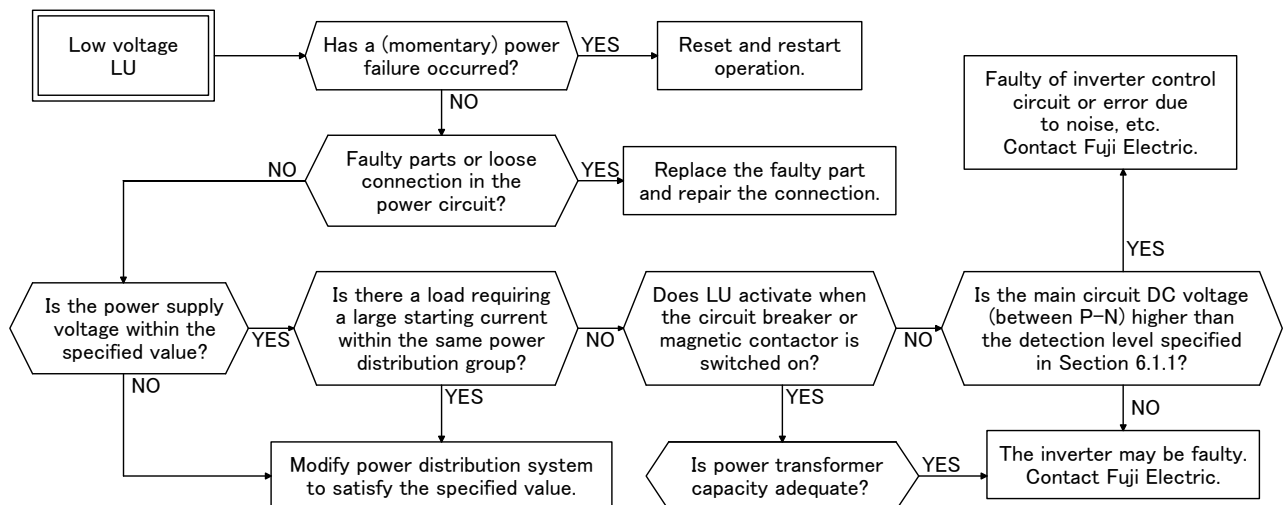 Low voltage
LU
Has a (momentary) power
failure occurred?
YES
Reset and restart
operation.
NO
Faulty of inverter control
circuit or error due
to noise, etc.
Contact Fuji Electric.
NO
Faulty parts or loose
connection in the
power circuit?
YES
Replace the faulty part
and repair the connection.
YES
Is the power supply
voltage within the
specified value?
YES
Is there a load requiring
a large starting current
within the same power
distribution group?
NO
Does LU activate when
the circuit breaker or
magnetic contactor is
switched on?
NO
Is the main circuit DC voltage
(between P-N) higher than
the detection level specified
in Section 6.1.1?
NO
YES
YES
NO
Modify power distribution system
to satisfy the specified value.
Is power transformer
capacity adequate?
YES
The inverter may be faulty.
Contact Fuji Electric.